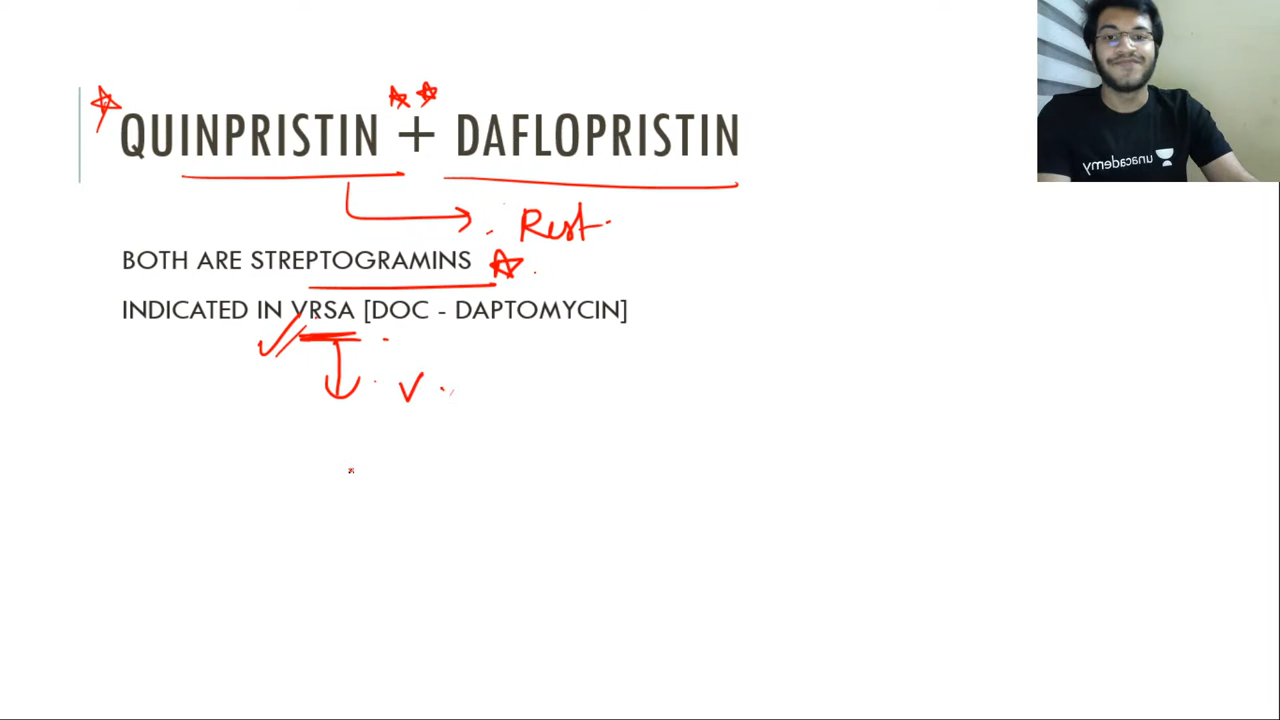 QUINPRISTIN + DAFLOPRISTIN
Rest.
BOTH ARE STREPTOGRAMINS
INDICATED IN VRSA [DOC - DAPTOMYCIN]
V
unacademy